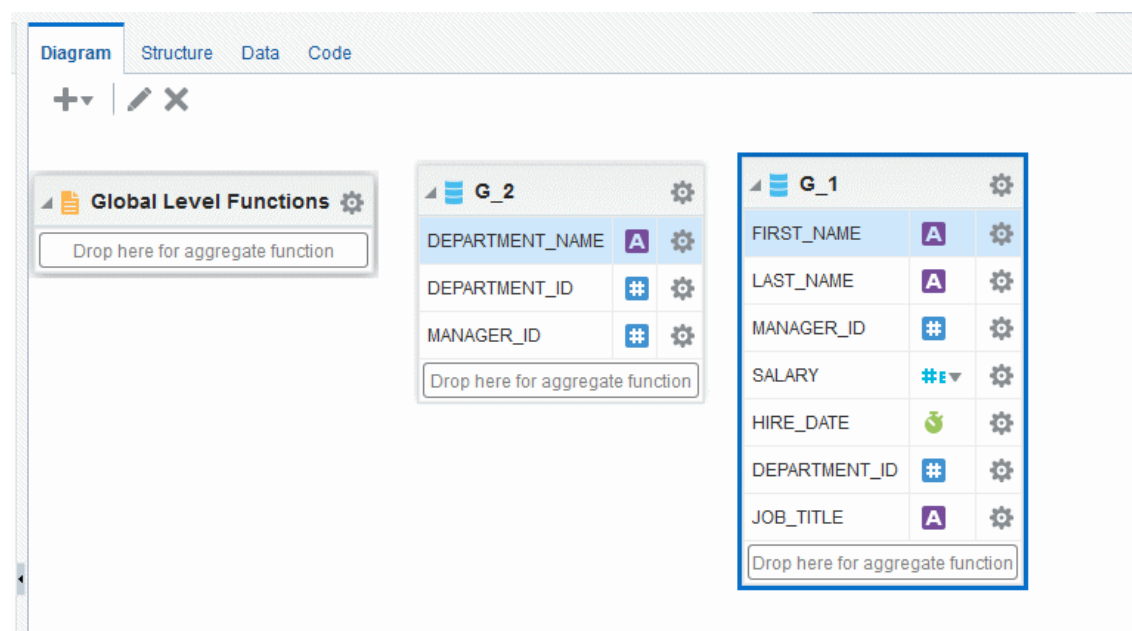 Diagram Structure Data Code
Global Level Functions
Drop here for aggregate function
G_2
DEPARTMENT_NAME A
DEPARTMENT_ID #
MANAGER_ID #
Drop here for aggregate function
G_1
FIRST_NAME A
LAST_NAME A
MANAGER_ID #
SALARY #E
HIRE_DATE
DEPARTMENT_ID #
JOB_TITLE A
Drop here for aggregate function